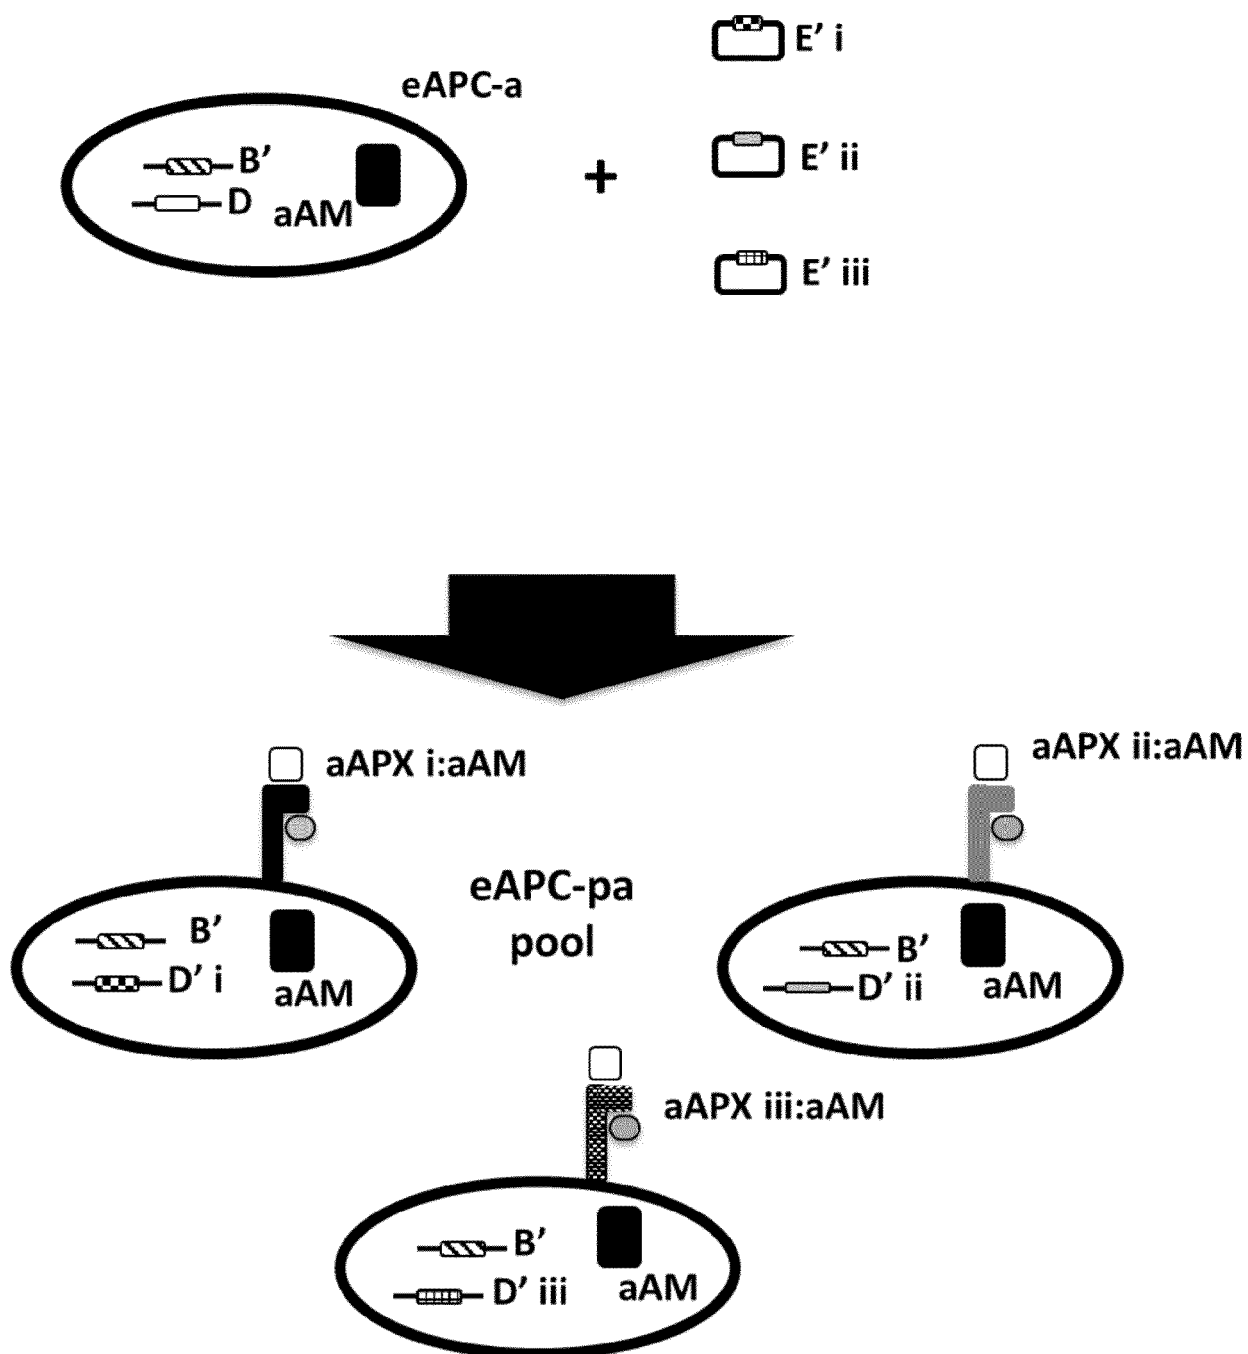 eAPC-a
B’
D
aAM
+
E’ i
E’ ii
E’ iii
aAPX i:aAM
aAPX ii:aAM
eAPC-pa
pool
B’
D’ i
aAM
B’
D’ ii
aAM
aAPX iii:aAM
B’
D’ iii
aAM